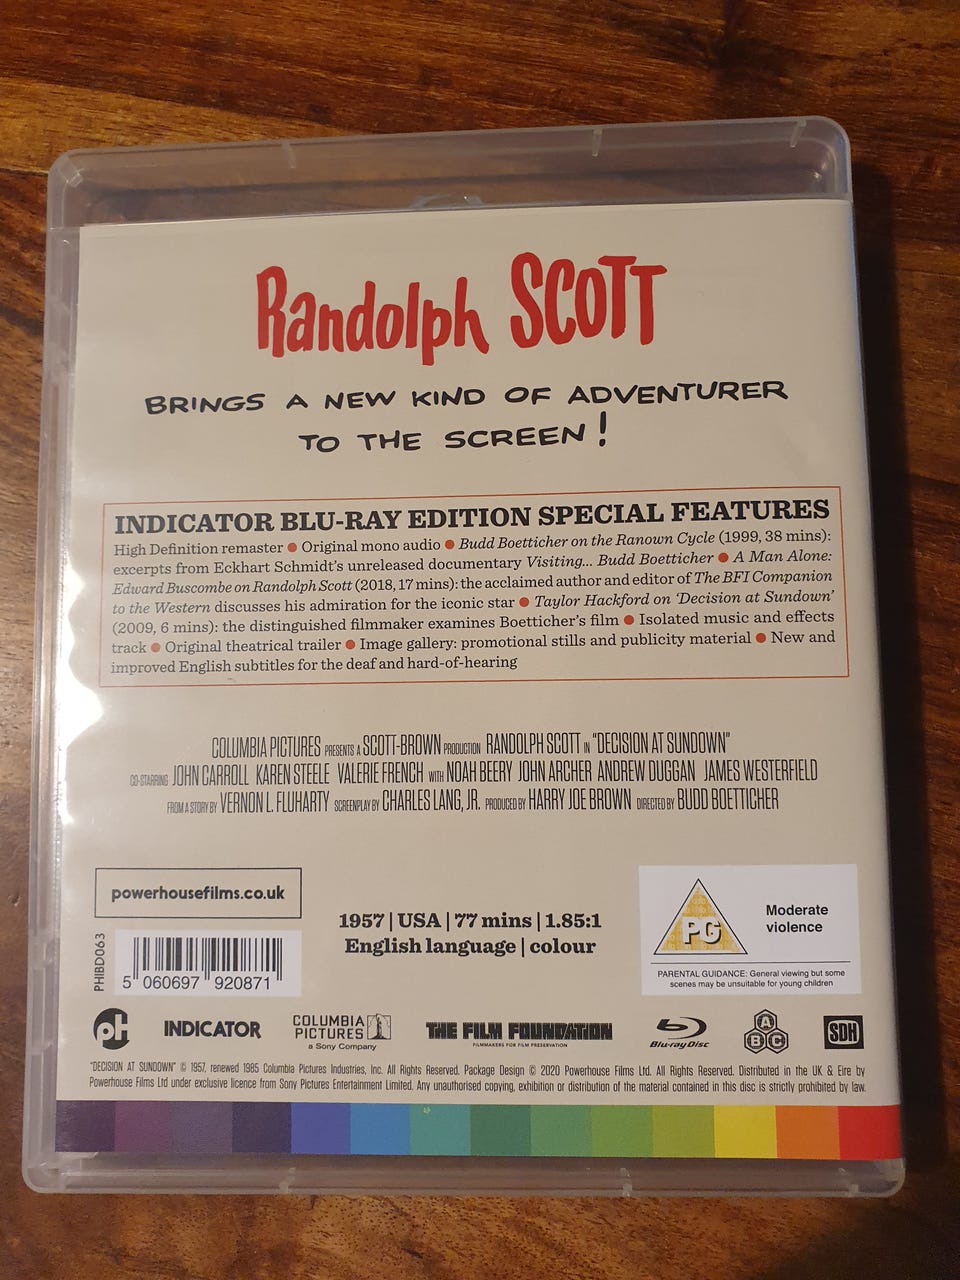 Randolph SCOTT
BRINGS A NEW KIND OF ADVENTURER
TO THE SCREEN!
INDICATOR BLU-RAY EDITION SPECIAL FEATURES
High Definition remaster ● Original mono audio ● Budd Boetticher on the Ranown Cycle (1999, 38 mins):
excerpts from Eckhart Schmidt's unreleased documentary Visiting... Budd Boetticher ● A Man Alone:
Edward Buscombe on Randolph Scott (2018, 17 mins): the acclaimed author and editor of The BFI Companion
to the Western discusses his admiration for the iconic star ● Taylor Hackford on 'Decision at Sundown'
(2009, 6 mins): the distinguished filmmaker examines Boetticher's film ● Isolated music and effects
track ● Original theatrical trailer ● Image gallery: promotional stills and publicity material ● New and
improved English subtitles for the deaf and hard-of-hearing
COLUMBIA PICTURES PRESENTS A SCOTT-BROWN PRODUCTION RANDOLPH SCOTT IN "DECISION AT SUNDOWN"
CO-STARRING JOHN CARROLL KAREN STEELE VALERIE FRENCH WITH NOAH BEERY JOHN ARCHER ANDREW DUGGAN JAMES WESTERFIELD
FROM A STORY BY VERNON L. FLUHARTY SCREENPLAY BY CHARLES LANG, JR. PRODUCED BY HARRY JOE BROWN DIRECTED BY BUDD BOETTICHER
powerhousefilms.co.uk
1957 | USA | 77 mins | 1.85:1
English language | colour
PG
Moderate
violence
PARENTAL GUIDANCE: General viewing but some
scenes may be unsuitable for young children
PHIBD063
5 060697 920871
pH
INDICATOR
COLUMBIA
PICTURES
a Sony Company
THE FILM FOUNDATION
FILMMAKERS FOR FILM PRESERVATION
Blu-ray Disc
A
B C
SDH
"DECISION AT SUNDOWN" © 1957, renewed 1985 Columbia Pictures Industries, Inc. All Rights Reserved. Package Design © 2020 Powerhouse Films Ltd. All Rights Reserved. Distributed in the UK & Eire by
Powerhouse Films Ltd under exclusive licence from Sony Pictures Entertainment Limited. Any unauthorised copying, exhibition or distribution of the material contained in this disc is strictly prohibited by law.